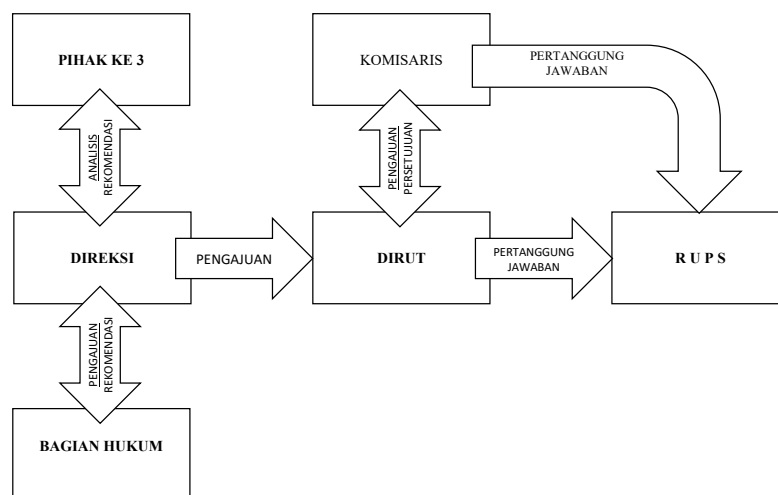 PIHAK KE 3
KOMISARIS
PERTANGGUNG
JAWABAN
ANALISIS
REKOMENDASI
PENGAJUAN
PERSETUJUAN
DIREKSI
PENGAJUAN
DIRUT
PERTANGGUNG
JAWABAN
R U P S
PENGAJUAN
REKOMENDASI
BAGIAN HUKUM